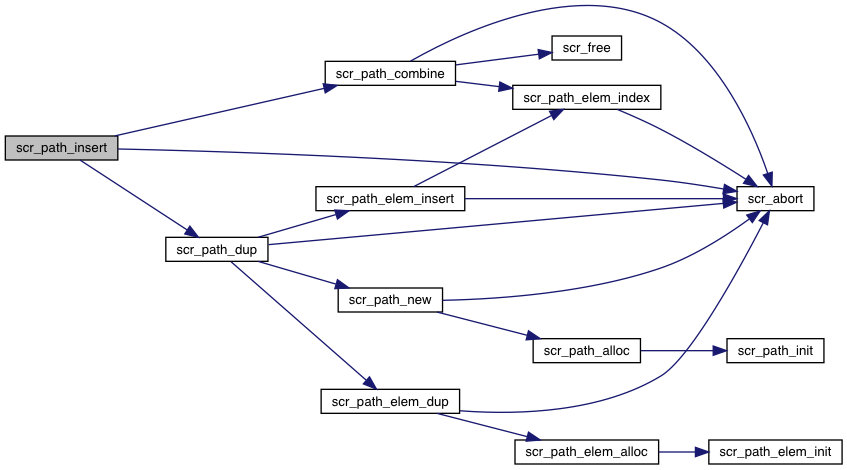 scr_free
scr_path_combine
scr_path_elem_index
scr_path_insert
scr_path_elem_insert
scr_abort
scr_path_dup
scr_path_new
scr_path_alloc
scr_path_init
scr_path_elem_dup
scr_path_elem_alloc
scr_path_elem_init